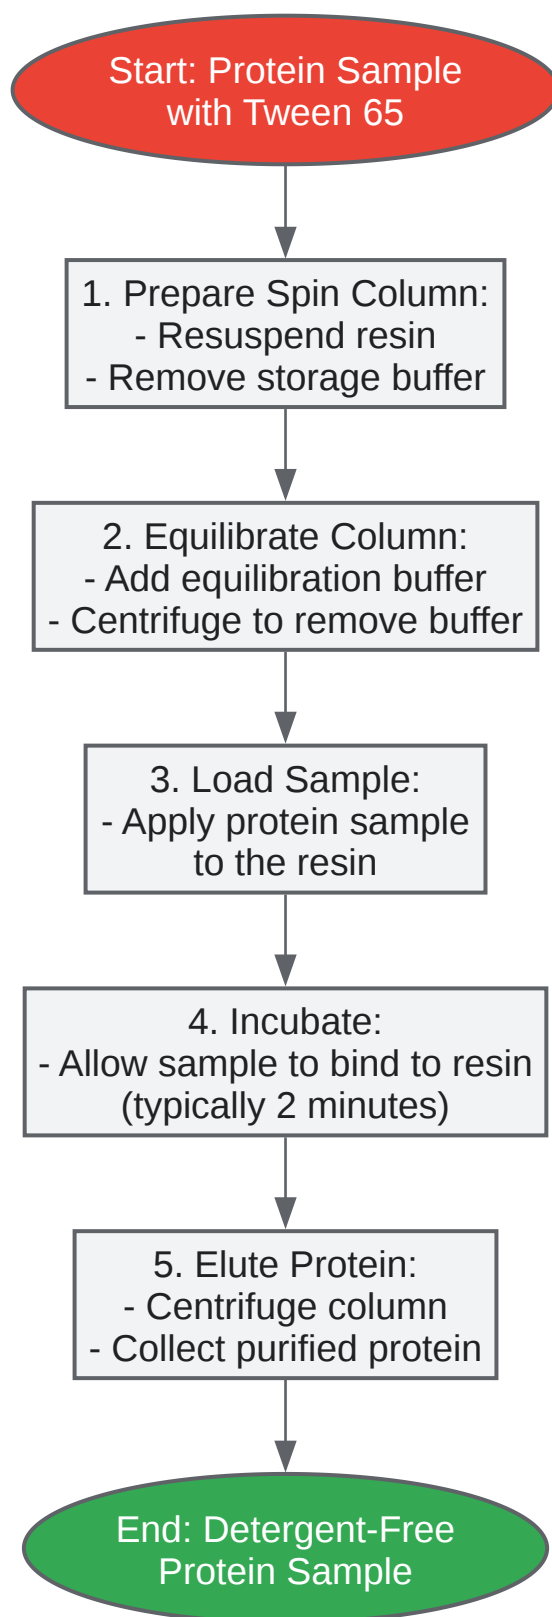 Start: Protein Sample
with Tween 65
1. Prepare Spin Column:
- Resuspend resin
- Remove storage buffer
2. Equilibrate Column:
- Add equilibration buffer
- Centrifuge to remove buffer
3. Load Sample:
- Apply protein sample
to the resin
4. Incubate:
- Allow sample to bind to resin
(typically 2 minutes)
5. Elute Protein:
- Centrifuge column
- Collect purified protein
End: Detergent-Free
Protein Sample